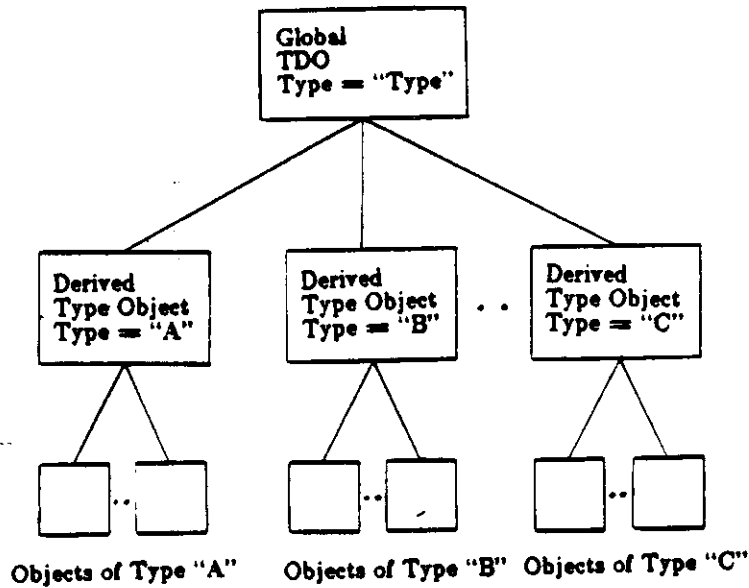 Global
TDO
Type = “Type”
Derived
Type Object
Type = “A”
Derived
Type Object
Type = “B”
. .
Derived
Type Object
Type = “C”
..
..
..
Objects of Type “A”
Objects of Type “B”
Objects of Type “C”